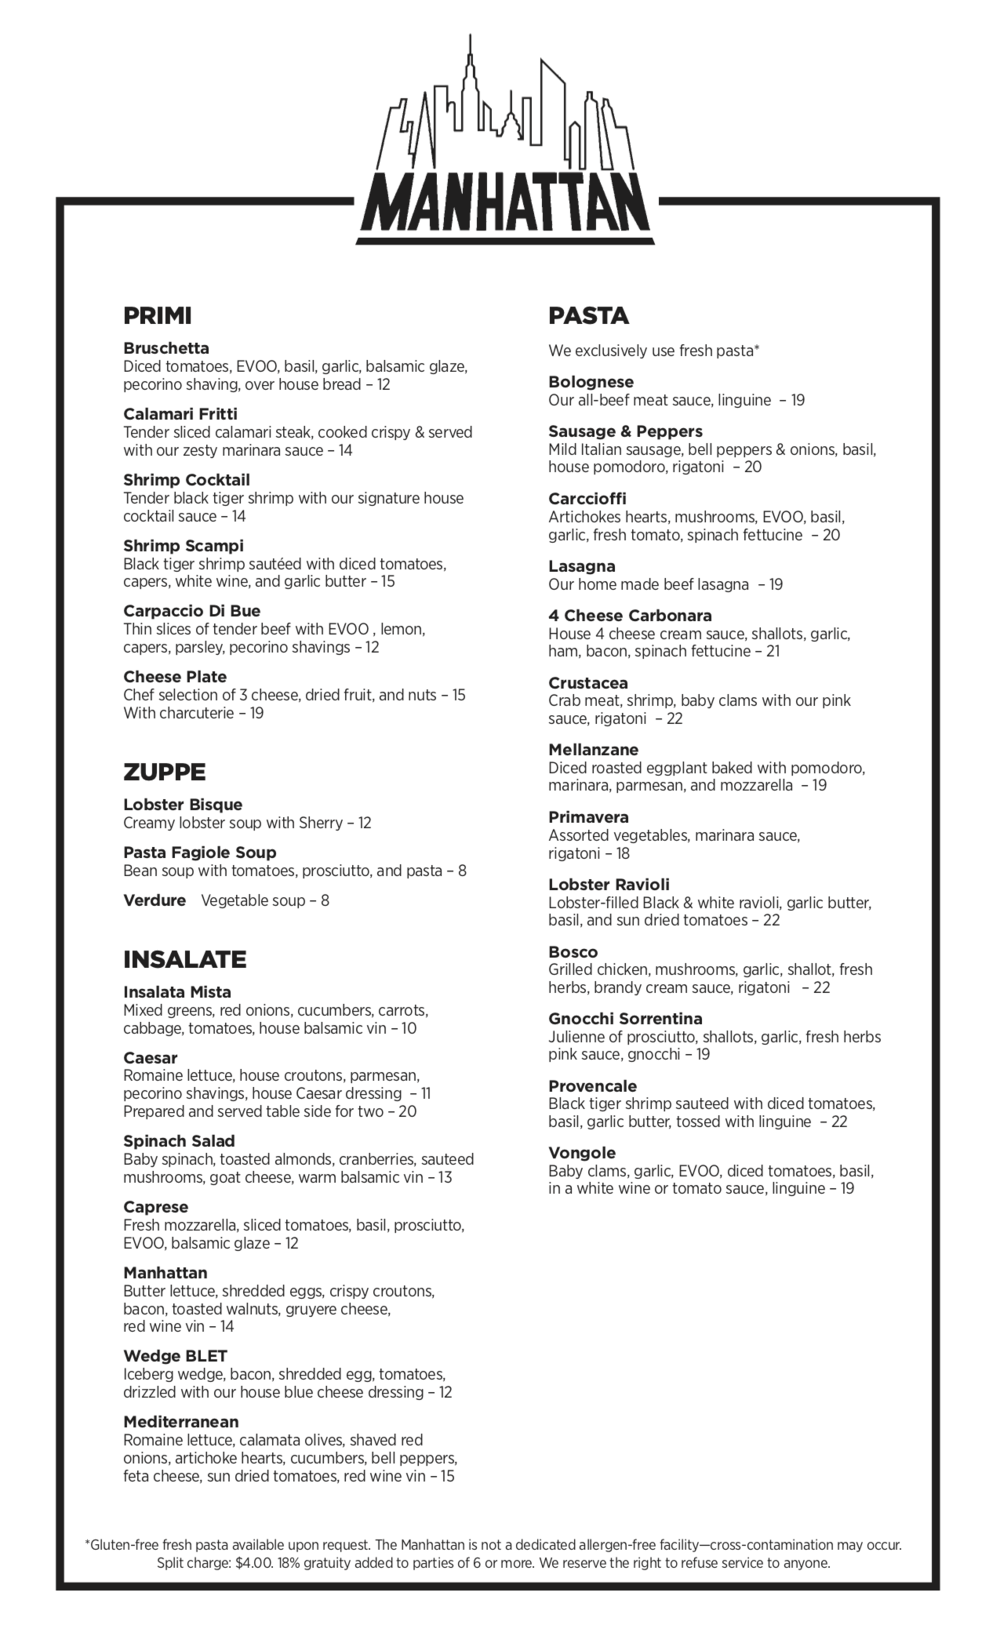 MANHATTAN
PRIMI
Bruschetta
Diced tomatoes, EVOO, basil, garlic, balsamic glaze,
pecorino shaving, over house bread – 12
Calamari Fritti
Tender sliced calamari steak, cooked crispy & served
with our zesty marinara sauce – 14
Shrimp Cocktail
Tender black tiger shrimp with our signature house
cocktail sauce – 14
Shrimp Scampi
Black tiger shrimp sautéed with diced tomatoes,
capers, white wine, and garlic butter – 15
Carpaccio Di Bue
Thin slices of tender beef with EVOO , lemon,
capers, parsley, pecorino shavings – 12
Cheese Plate
Chef selection of 3 cheese, dried fruit, and nuts – 15
With charcuterie – 19
ZUPPE
Lobster Bisque
Creamy lobster soup with Sherry – 12
Pasta Fagiole Soup
Bean soup with tomatoes, prosciutto, and pasta – 8
Verdure Vegetable soup – 8
INSALATE
Insalata Mista
Mixed greens, red onions, cucumbers, carrots,
cabbage, tomatoes, house balsamic vin – 10
Caesar
Romaine lettuce, house croutons, parmesan,
pecorino shavings, house Caesar dressing – 11
Prepared and served table side for two – 20
Spinach Salad
Baby spinach, toasted almonds, cranberries, sauteed
mushrooms, goat cheese, warm balsamic vin – 13
Caprese
Fresh mozzarella, sliced tomatoes, basil, prosciutto,
EVOO, balsamic glaze – 12
Manhattan
Butter lettuce, shredded eggs, crispy croutons,
bacon, toasted walnuts, gruyere cheese,
red wine vin – 14
Wedge BLET
Iceberg wedge, bacon, shredded egg, tomatoes,
drizzled with our house blue cheese dressing – 12
Mediterranean
Romaine lettuce, calamata olives, shaved red
onions, artichoke hearts, cucumbers, bell peppers,
feta cheese, sun dried tomatoes, red wine vin – 15
PASTA
We exclusively use fresh pasta*
Bolognese
Our all-beef meat sauce, linguine – 19
Sausage & Peppers
Mild Italian sausage, bell peppers & onions, basil,
house pomodoro, rigatoni – 20
Carccioffi
Artichokes hearts, mushrooms, EVOO, basil,
garlic, fresh tomato, spinach fettucine – 20
Lasagna
Our home made beef lasagna – 19
4 Cheese Carbonara
House 4 cheese cream sauce, shallots, garlic,
ham, bacon, spinach fettucine – 21
Crustacea
Crab meat, shrimp, baby clams with our pink
sauce, rigatoni – 22
Mellanzane
Diced roasted eggplant baked with pomodoro,
marinara, parmesan, and mozzarella – 19
Primavera
Assorted vegetables, marinara sauce,
rigatoni – 18
Lobster Ravioli
Lobster-filled Black & white ravioli, garlic butter,
basil, and sun dried tomatoes – 22
Bosco
Grilled chicken, mushrooms, garlic, shallot, fresh
herbs, brandy cream sauce, rigatoni – 22
Gnocchi Sorrentina
Julienne of prosciutto, shallots, garlic, fresh herbs
pink sauce, gnocchi – 19
Provencale
Black tiger shrimp sauteed with diced tomatoes,
basil, garlic butter, tossed with linguine – 22
Vongole
Baby clams, garlic, EVOO, diced tomatoes, basil,
in a white wine or tomato sauce, linguine – 19
*Gluten-free fresh pasta available upon request. The Manhattan is not a dedicated allergen-free facility—cross-contamination may occur.
Split charge: $4.00. 18% gratuity added to parties of 6 or more. We reserve the right to refuse service to anyone.